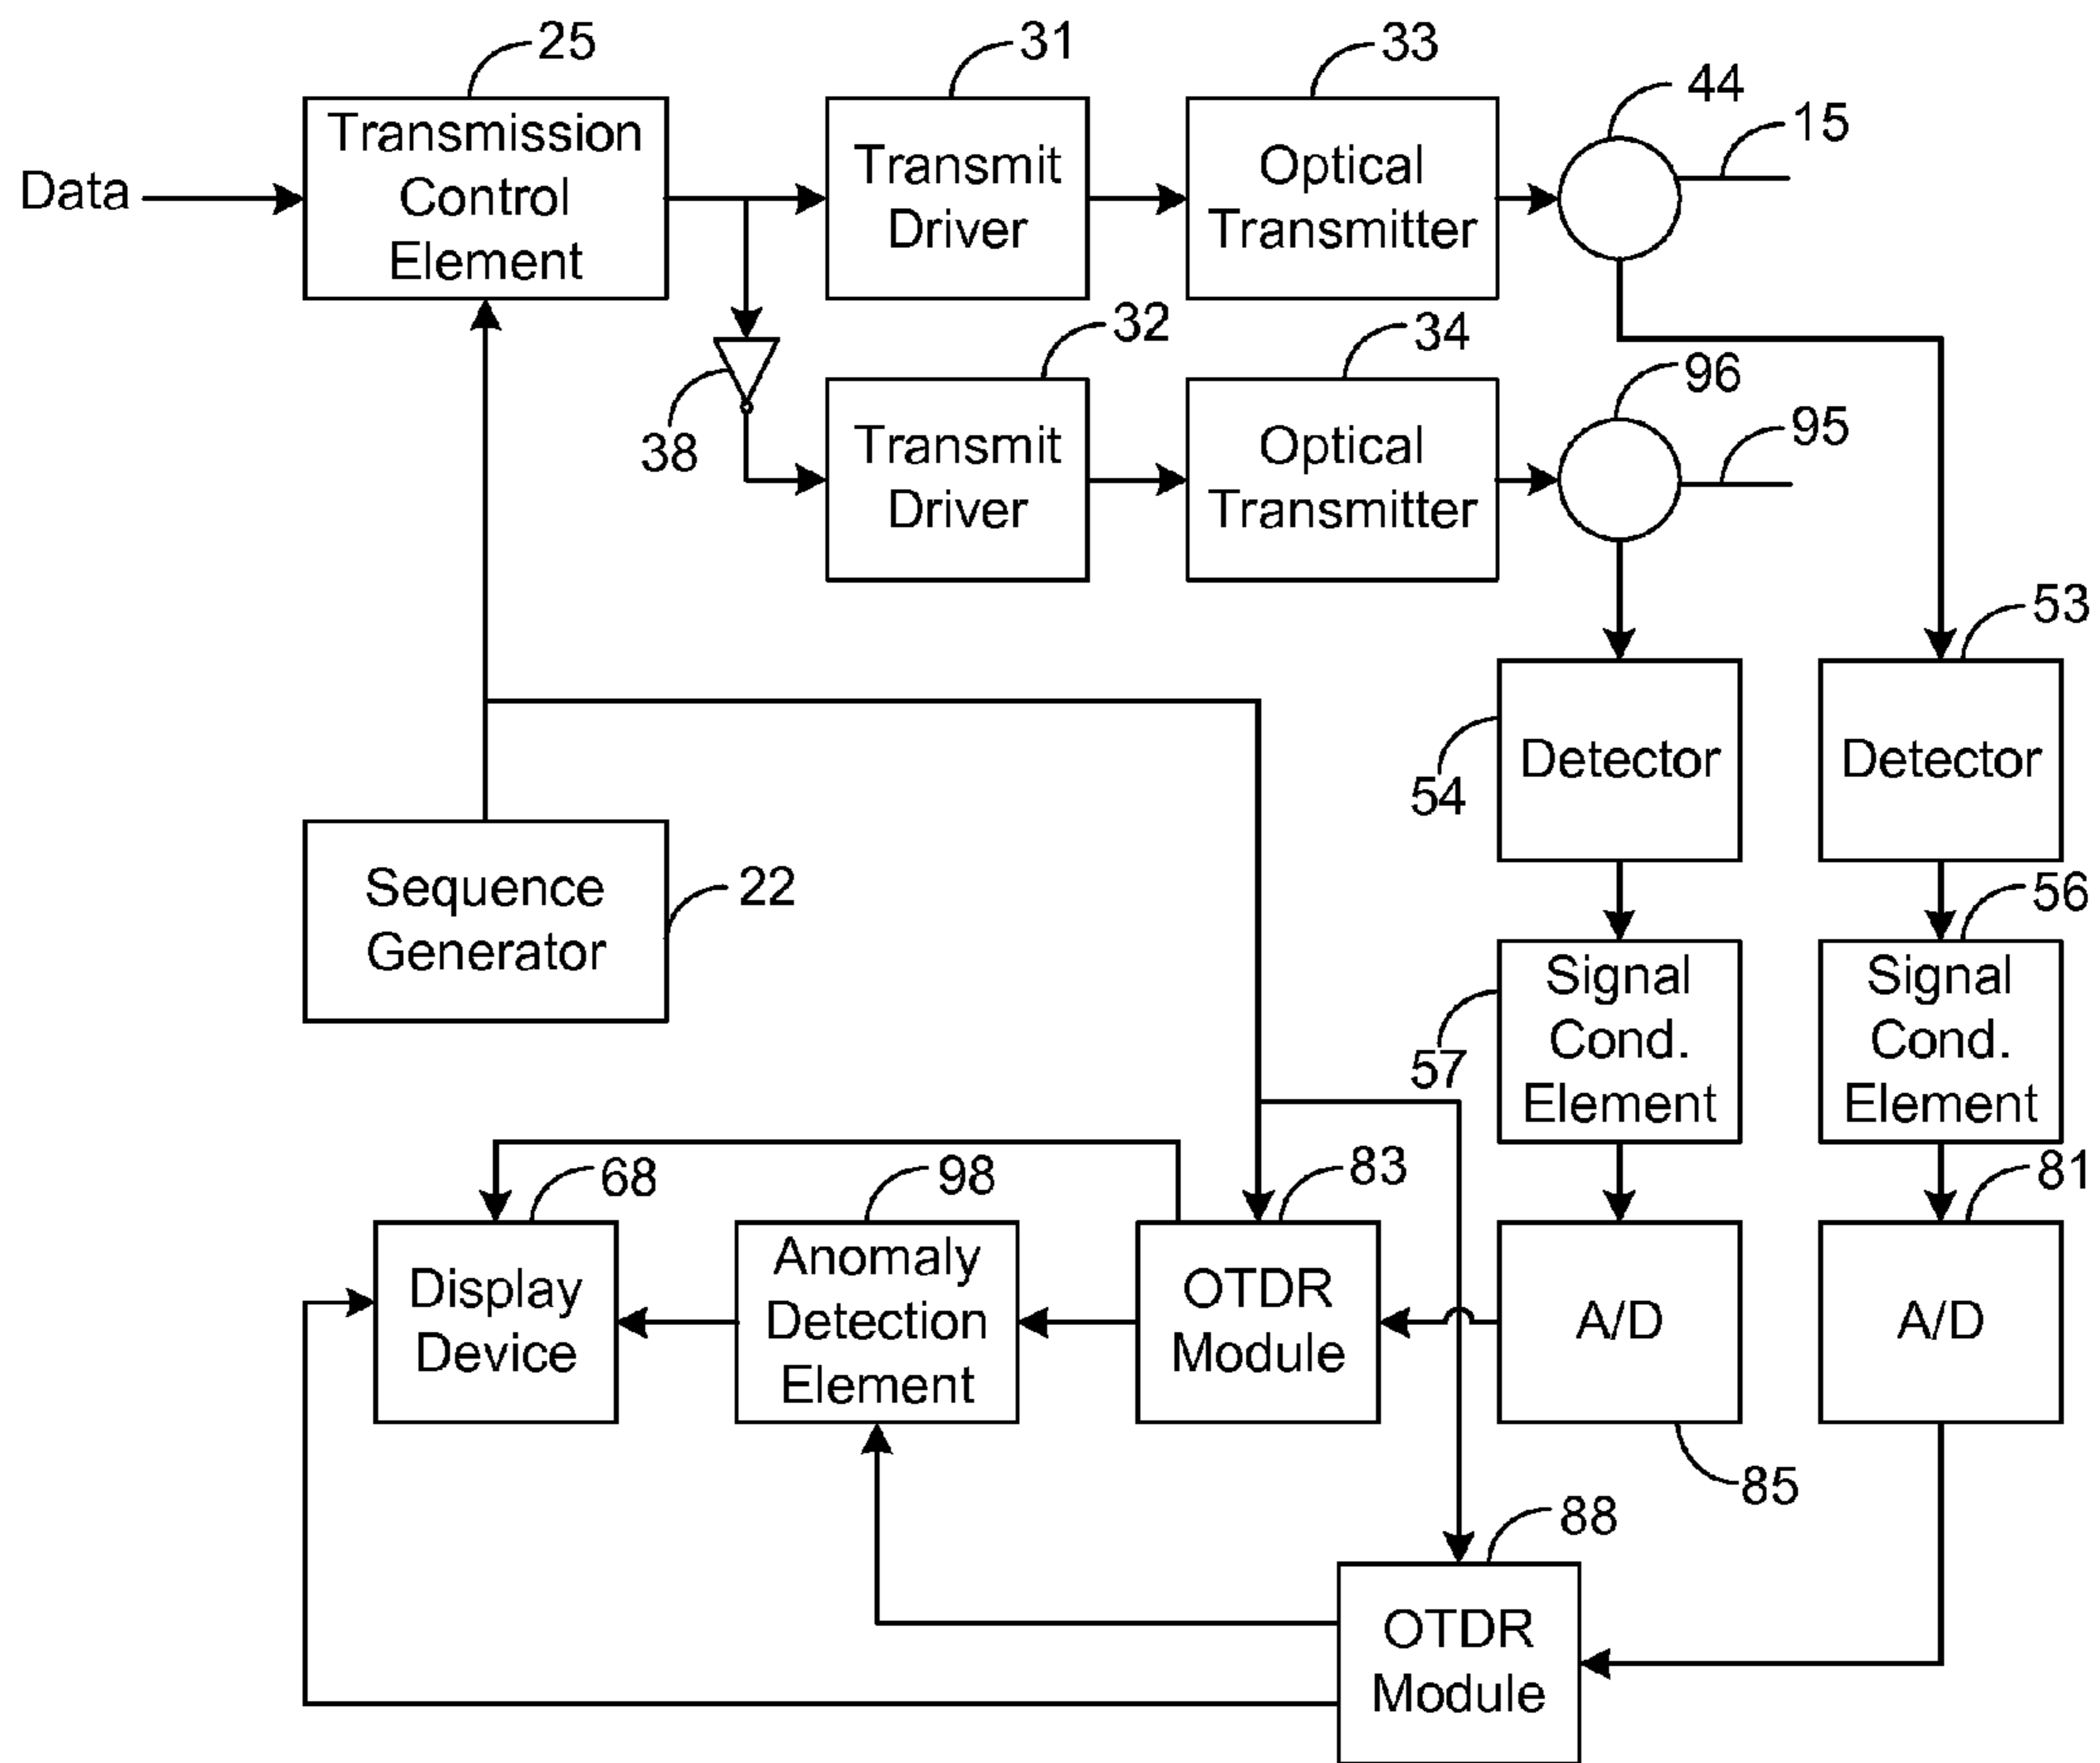 25
31
33
44
15
Data
Transmission
Control
Element
Transmit
Driver
Optical
Transmitter
32
34
96
95
38
Transmit
Driver
Optical
Transmitter
53
54
Detector
Detector
Sequence
Generator
22
56
57
Signal
Cond.
Element
Signal
Cond.
Element
68
98
83
81
Display
Device
Anomaly
Detection
Element
OTDR
Module
A/D
A/D
85
88
OTDR
Module